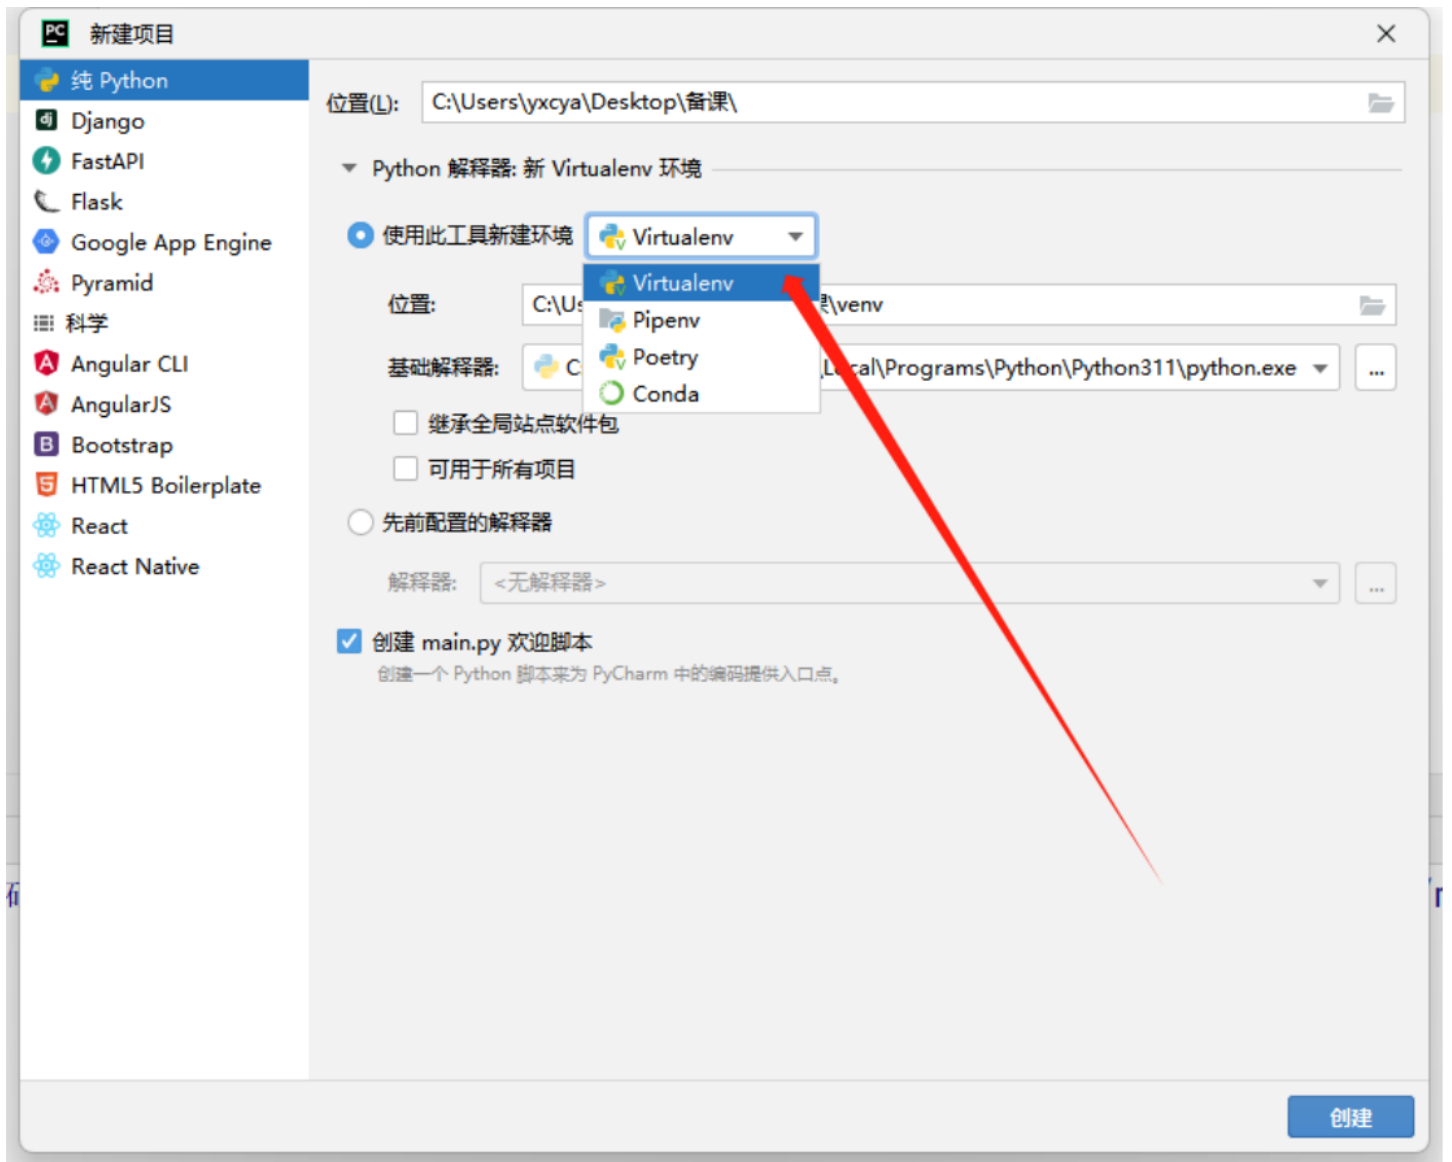 新建项目
纯 Python
Django
FastAPI
Flask
Google App Engine
Pyramid
科学
Angular CLI
AngularJS
Bootstrap
HTML5 Boilerplate
React
React Native
位置(L): C:\Users\yxcya\Desktop\备课\
Python 解释器: 新 Virtualenv 环境
使用此工具新建环境 Virtualenv
Virtualenv
Pipenv
Poetry
Conda
位置: C:\Us \venv
基础解释器: C \Local\Programs\Python\Python311\python.exe ...
继承全局站点软件包
可用于所有项目
先前配置的解释器
解释器: <无解释器> ...
创建 main.py 欢迎脚本
创建一个 Python 脚本来为 PyCharm 中的编码提供入口点。
创建